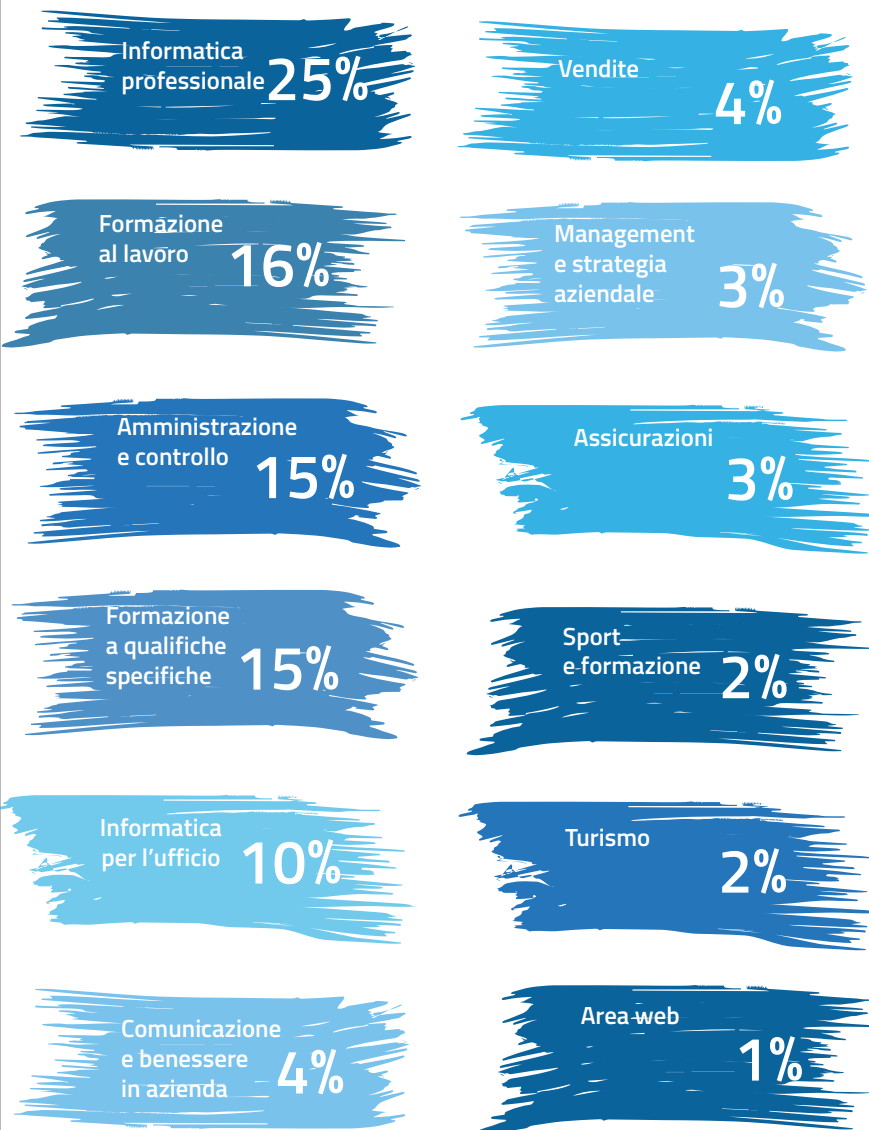 Informatica
professionale 25%
Formazione
al lavoro 16%
Amministrazione
e controllo 15%
Formazione
a qualifiche
specifiche 15%
Informatica
per l'ufficio 10%
Comunicazione
e benessere
in azienda 4%
Vendite
4%
Management
e strategia
aziendale 3%
Assicurazioni
3%
Sport
e formazione 2%
Turismo
2%
Area web
1%